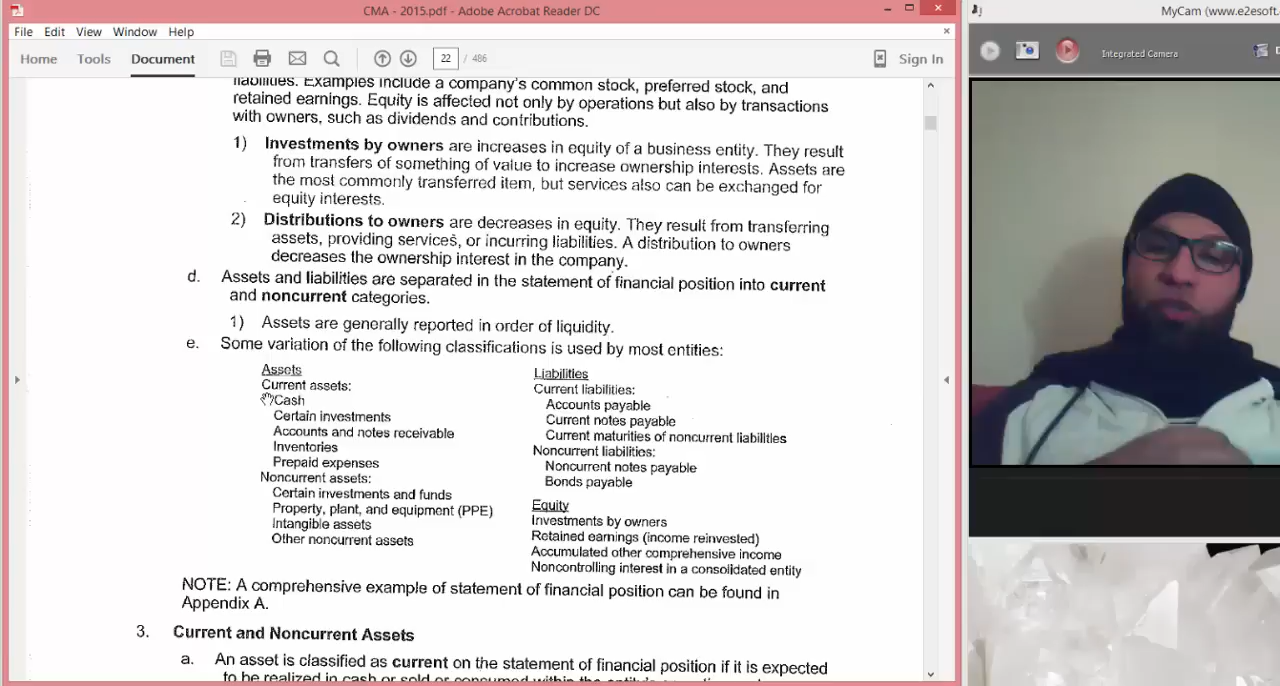 CMA - 2015.pdf - Adobe Acrobat Reader DC
MyCam (www.e2esoft.
File Edit View Window Help
Home Tools Document 22 / 486 Sign In
Integrated Camera
liabilities. Examples include a company's common stock, preferred stock, and
retained earnings. Equity is affected not only by operations but also by transactions
with owners, such as dividends and contributions.
1) Investments by owners are increases in equity of a business entity. They result
from transfers of something of value to increase ownership interests. Assets are
the most commonly transferred item, but services also can be exchanged for
equity interests.
2) Distributions to owners are decreases in equity. They result from transferring
assets, providing services, or incurring liabilities. A distribution to owners
decreases the ownership interest in the company.
d. Assets and liabilities are separated in the statement of financial position into current
and noncurrent categories.
1) Assets are generally reported in order of liquidity.
e. Some variation of the following classifications is used by most entities:
Assets
Current assets:
Cash
Certain investments
Accounts and notes receivable
Inventories
Prepaid expenses
Noncurrent assets:
Certain investments and funds
Property, plant, and equipment (PPE)
Intangible assets
Other noncurrent assets
Liabilities
Current liabilities:
Accounts payable
Current notes payable
Current maturities of noncurrent liabilities
Noncurrent liabilities:
Noncurrent notes payable
Bonds payable
Equity
Investments by owners
Retained earnings (income reinvested)
Accumulated other comprehensive income
Noncontrolling interest in a consolidated entity
NOTE: A comprehensive example of statement of financial position can be found in
Appendix A.
3. Current and Noncurrent Assets
a. An asset is classified as current on the statement of financial position if it is expected
to be realized in cash or sold or consumed within the entity's